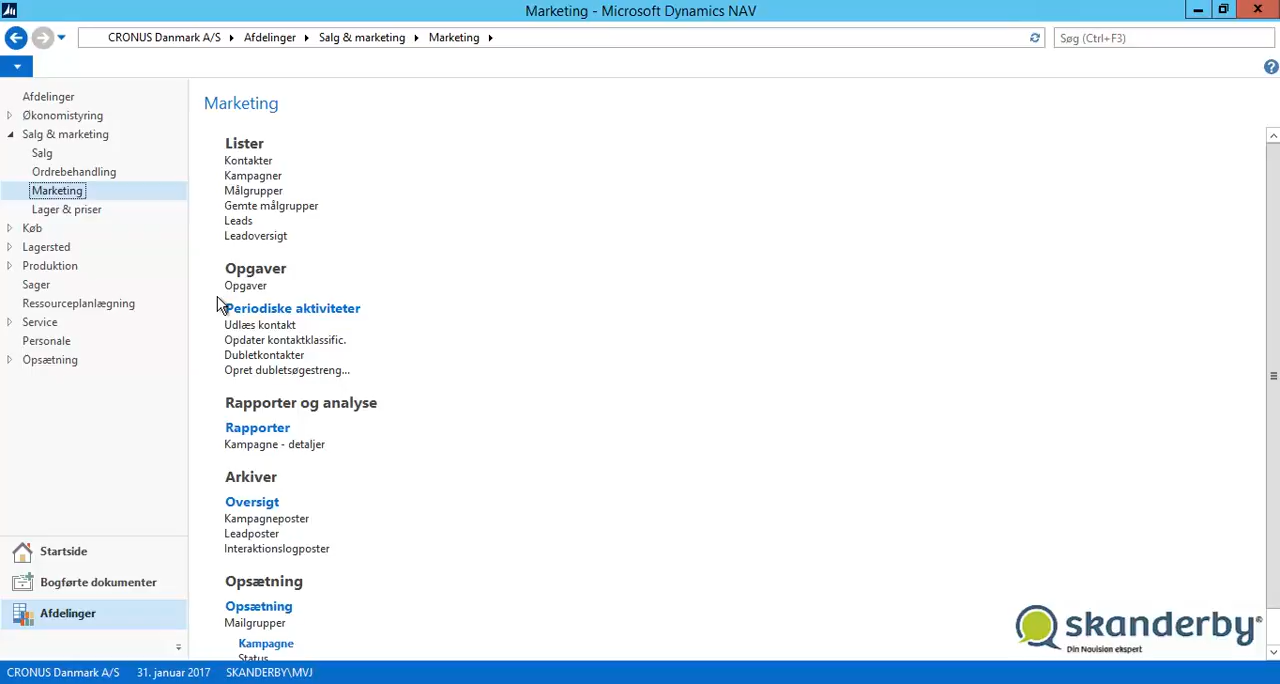 Marketing - Microsoft Dynamics NAV
CRONUS Danmark A/S Afdelinger Salg & marketing Marketing
Søg (Ctrl+F3)
Afdelinger
Økonomistyring
Salg & marketing
Salg
Ordrebehandling
Marketing
Lager & priser
Køb
Lagersted
Produktion
Sager
Ressourceplanlægning
Service
Personale
Opsætning
Startside
Bogførte dokumenter
Afdelinger
Marketing
Lister
Kontakter
Kampagner
Målgrupper
Gemte målgrupper
Leads
Leadoversigt
Opgaver
Opgaver
Periodiske aktiviteter
Udlæs kontakt
Opdater kontaktklassific.
Dubletkontakter
Opret dubletsøgestreng...
Rapporter og analyse
Rapporter
Kampagne - detaljer
Arkiver
Oversigt
Kampagneposter
Leadposter
Interaktionslogposter
Opsætning
Opsætning
Mailgrupper
Kampagne
Status
skanderby®
Din Navision ekspert
CRONUS Danmark A/S 31. januar 2017 SKANDERBY\MVJ